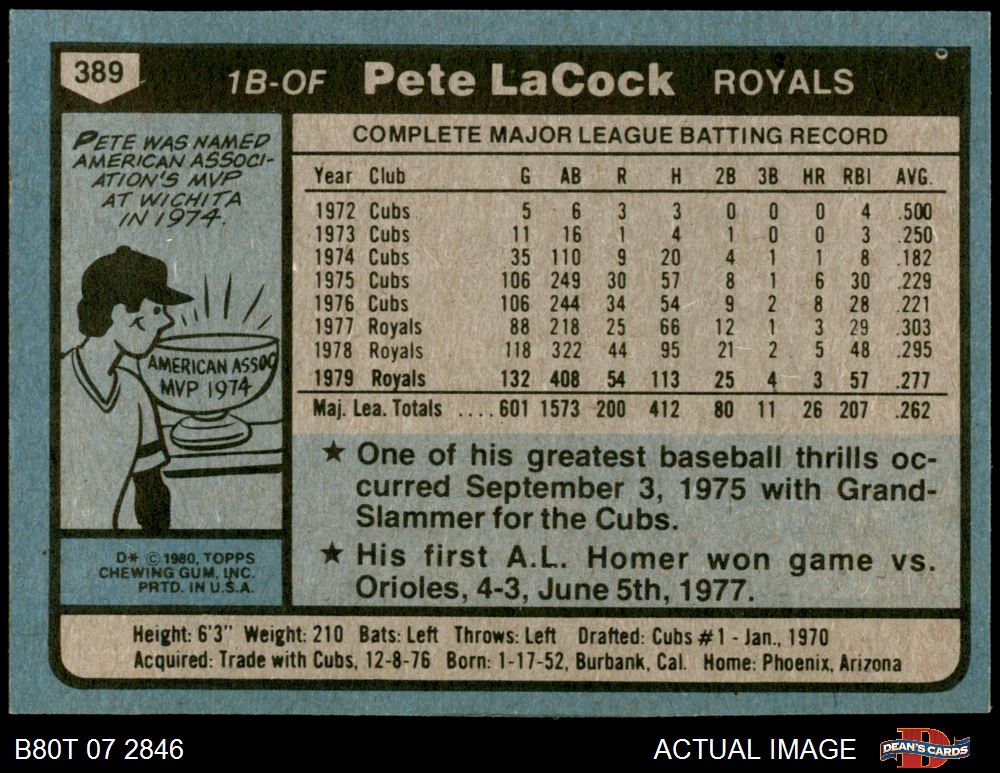 389
1B-OF Pete LaCock ROYALS
PETE WAS NAMED
AMERICAN ASSOCI-
ATION'S MVP
AT WICHITA
IN 1974.
AMERICAN ASSOC
MVP 1974
D* © 1980, TOPPS
CHEWING GUM, INC.
PRTD. IN U.S.A.
COMPLETE MAJOR LEAGUE BATTING RECORD
Year Club G AB R H 2B 3B HR RBI AVG.
1972 Cubs 5 6 3 3 0 0 0 4 .500
1973 Cubs 11 16 1 4 1 0 0 3 .250
1974 Cubs 35 110 9 20 4 1 1 8 .182
1975 Cubs 106 249 30 57 8 1 6 30 .229
1976 Cubs 106 244 34 54 9 2 8 28 .221
1977 Royals 88 218 25 66 12 1 3 29 .303
1978 Royals 118 322 44 95 21 2 5 48 .295
1979 Royals 132 408 54 113 25 4 3 57 .277
Maj. Lea. Totals ....601 1573 200 412 80 11 26 207 .262
★ One of his greatest baseball thrills oc-
curred September 3, 1975 with Grand-
Slammer for the Cubs.
★ His first A.L. Homer won game vs.
Orioles, 4-3, June 5th, 1977.
Height: 6'3" Weight: 210 Bats: Left Throws: Left Drafted: Cubs #1 - Jan., 1970
Acquired: Trade with Cubs, 12-8-76 Born: 1-17-52, Burbank, Cal. Home: Phoenix, Arizona
B80T 07 2846
ACTUAL IMAGE
DEAN'S CARDS